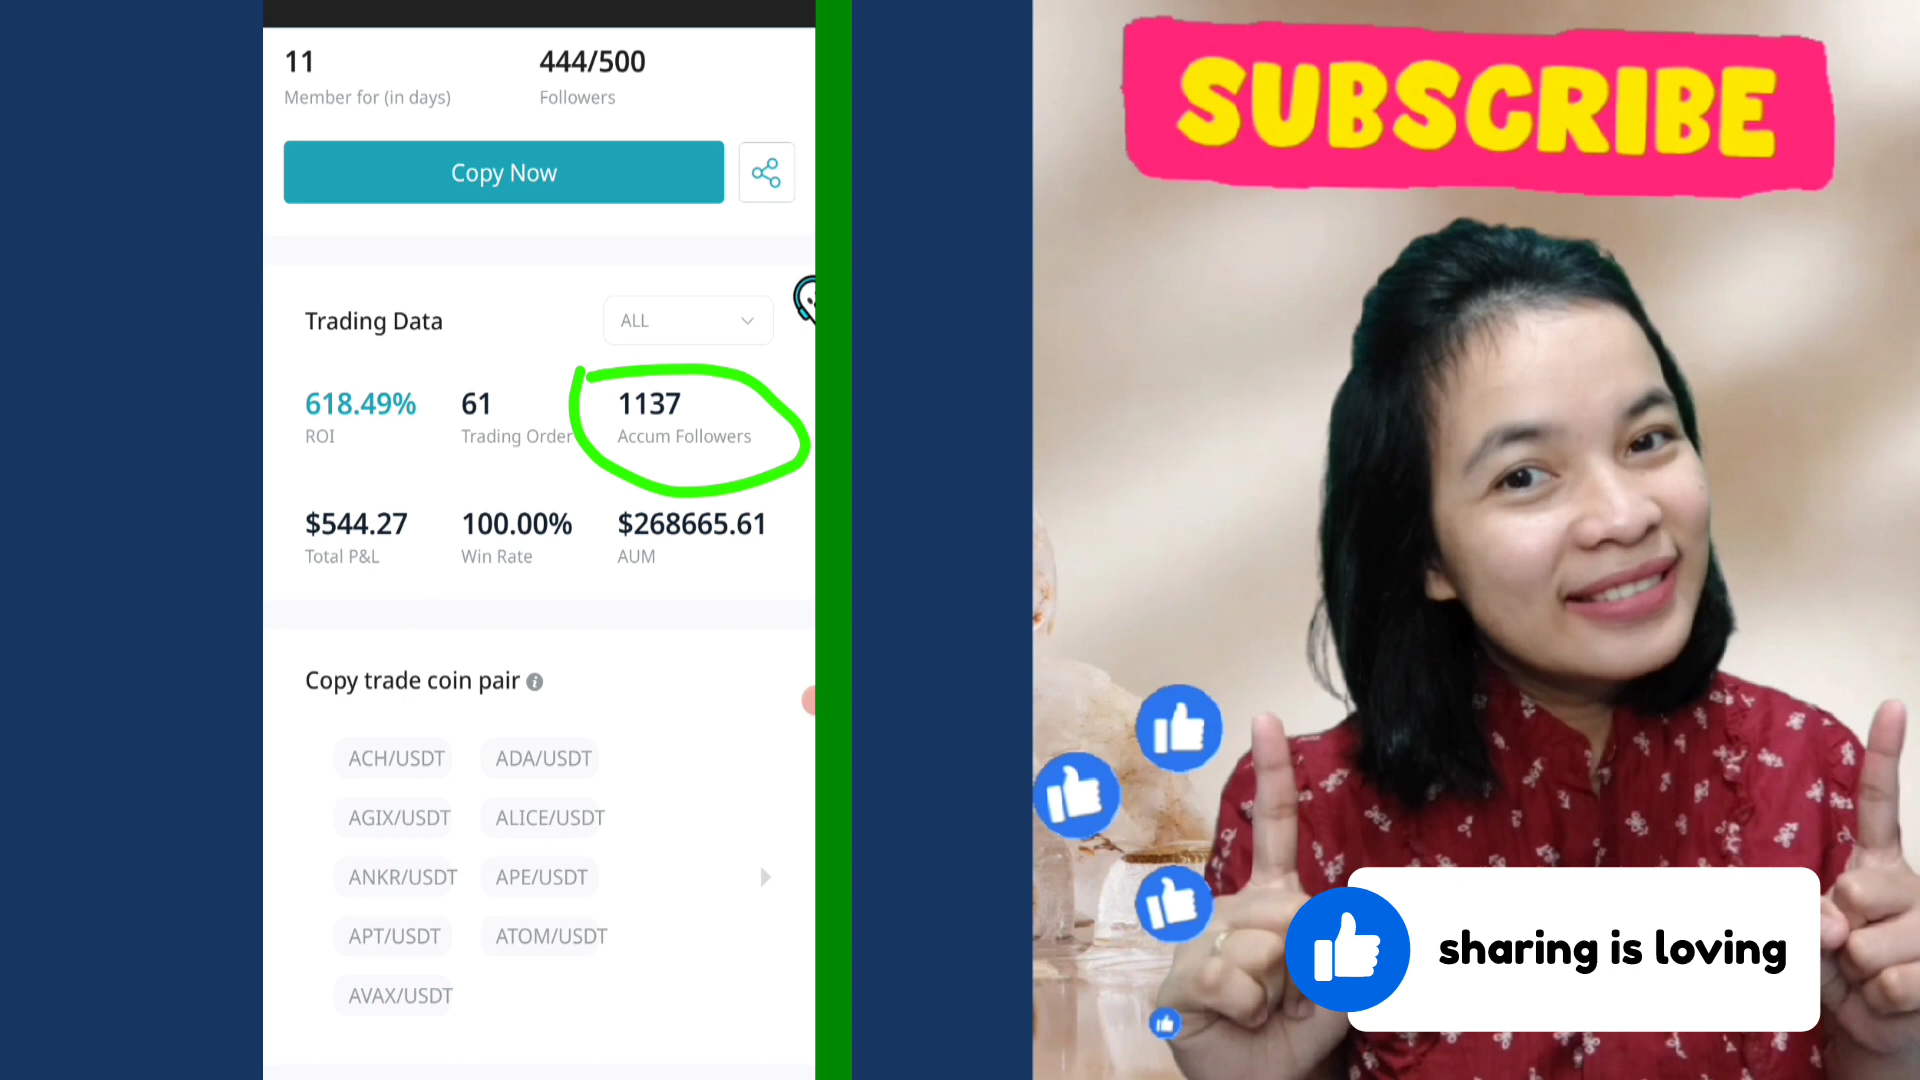 11
Member for (in days)
444/500
Followers
Copy Now
Trading Data
ALL
618.49%
ROI
61
Trading Order
1137
Accum Followers
$544.27
Total P&L
100.00%
Win Rate
$268665.61
AUM
Copy trade coin pair
ACH/USDT
ADA/USDT
AGIX/USDT
ALICE/USDT
ANKR/USDT
APE/USDT
APT/USDT
ATOM/USDT
AVAX/USDT
SUBSCRIBE
sharing is loving